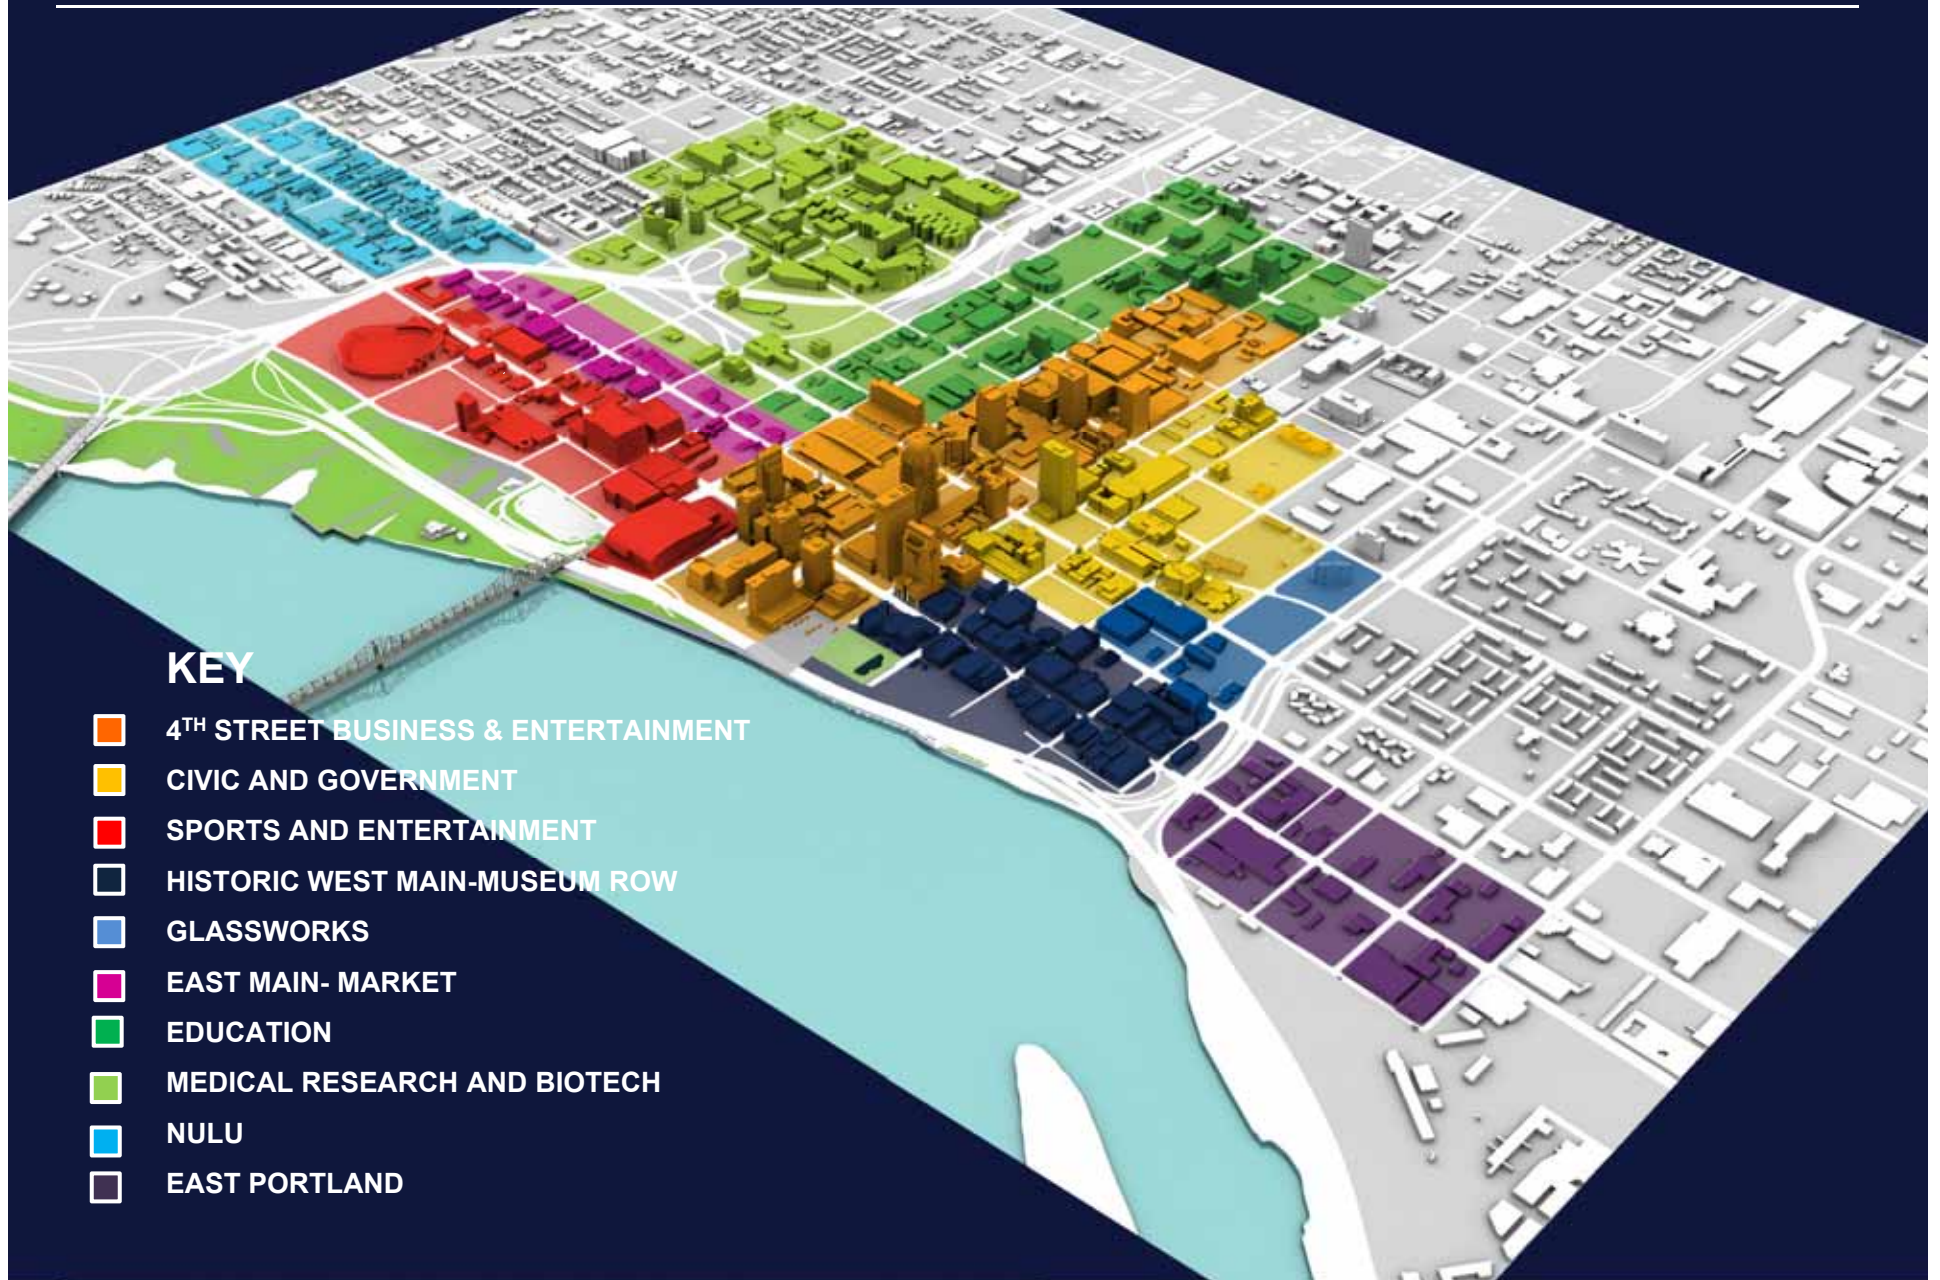 KEY
4TH STREET BUSINESS & ENTERTAINMENT
CIVIC AND GOVERNMENT
SPORTS AND ENTERTAINMENT
HISTORIC WEST MAIN-MUSEUM ROW
GLASSWORKS
EAST MAIN- MARKET
EDUCATION
MEDICAL RESEARCH AND BIOTECH
NULU
EAST PORTLAND